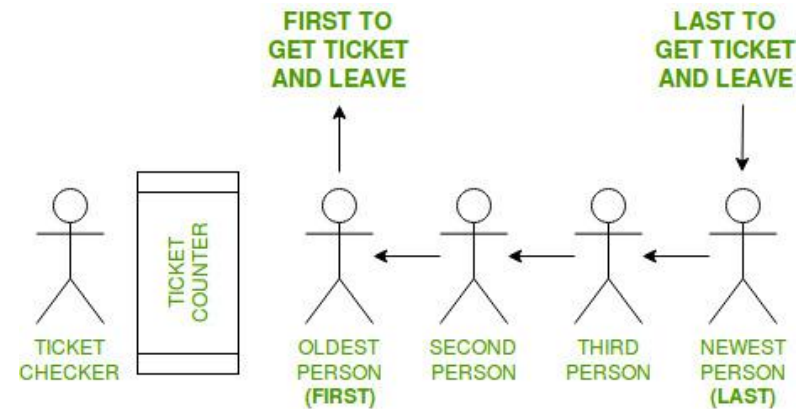 FIRST TO
GET TICKET
AND LEAVE
LAST TO
GET TICKET
AND LEAVE
TICKET
COUNTER
TICKET
CHECKER
OLDEST
PERSON
(FIRST)
SECOND
PERSON
THIRD
PERSON
NEWEST
PERSON
(LAST)